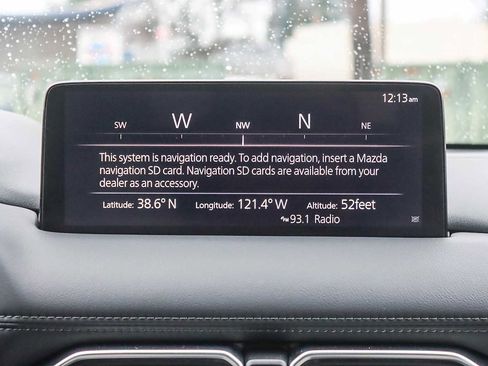 12:13am
SW W NW N NE
This system is navigation ready. To add navigation, insert a Mazda
navigation SD card. Navigation SD cards are available from your
dealer as an accessory.
Latitude: 38.6° N Longitude: 121.4° W Altitude: 52feet
93.1 Radio